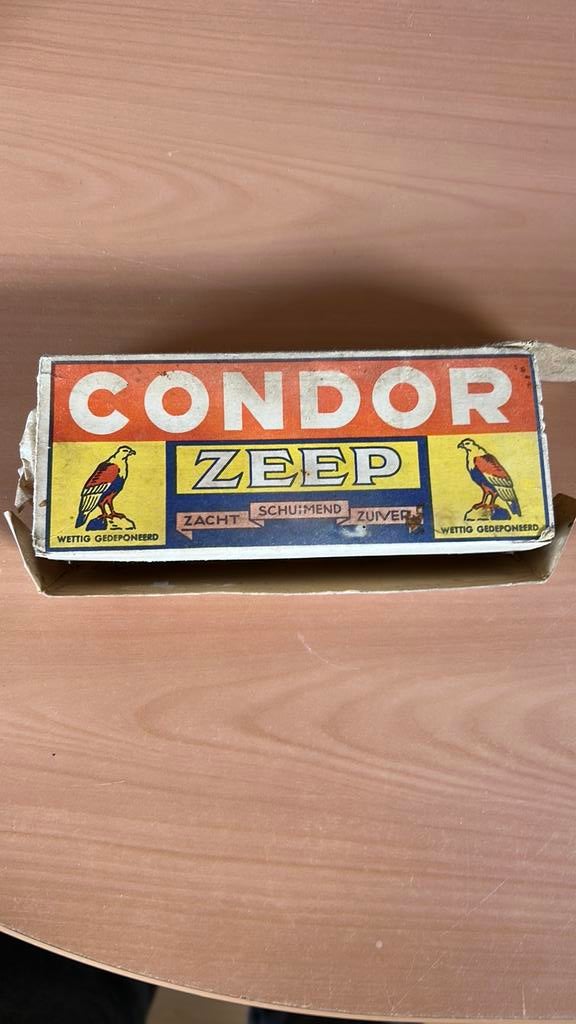 CONDOR
ZEEP
ZACHT SCHUIMEND ZUIVER
WETTIG GEDEPONEERD
WETTIG GEDEPONEERD